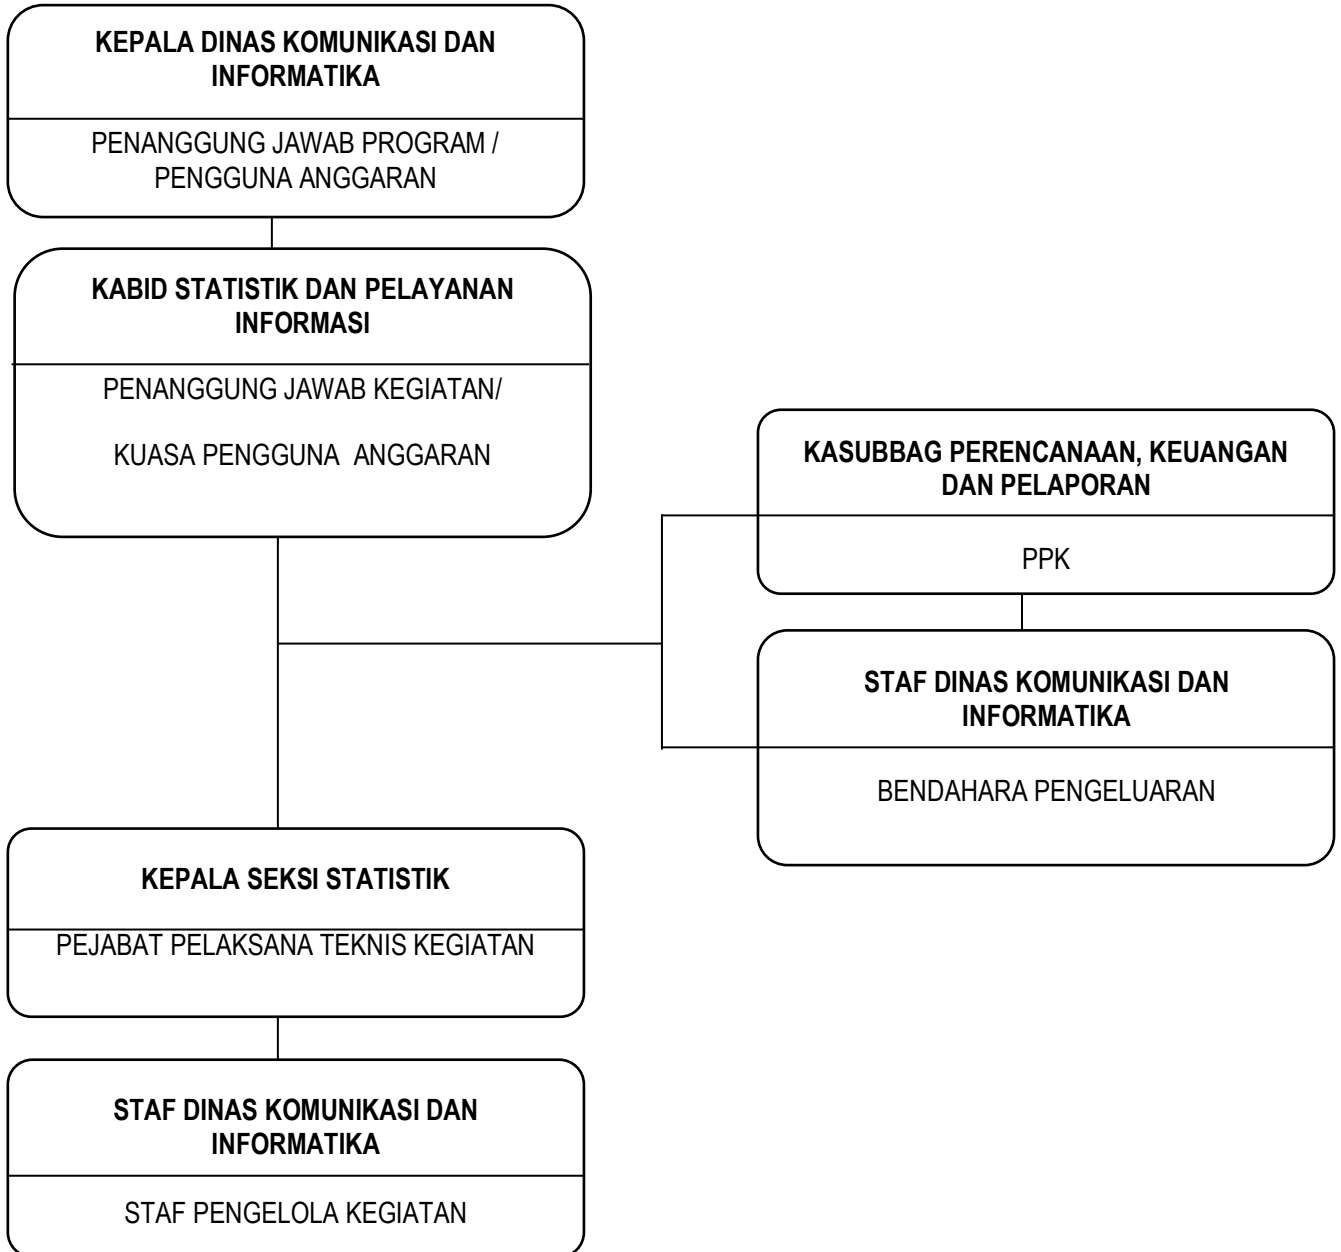 KEPALA DINAS KOMUNIKASI DAN
INFORMATIKA
PENANGGUNG JAWAB PROGRAM /
PENGGUNA ANGGARAN
KABID STATISTIK DAN PELAYANAN
INFORMASI
PENANGGUNG JAWAB KEGIATAN/
KUASA PENGGUNA ANGGARAN
KASUBBAG PERENCANAAN, KEUANGAN
DAN PELAPORAN
PPK
STAF DINAS KOMUNIKASI DAN
INFORMATIKA
BENDAHARA PENGELUARAN
KEPALA SEKSI STATISTIK
PEJABAT PELAKSANA TEKNIS KEGIATAN
STAF DINAS KOMUNIKASI DAN
INFORMATIKA
STAF PENGELOLA KEGIATAN